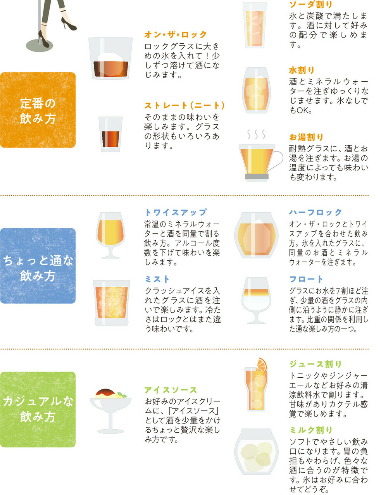 定番の
飲み方
オン・ザ・ロック
ロックグラスに大き
めの氷を入れて！少
しずつ溶けて酒にな
じみます。
ストレート（ニート）
そのままの味わいを
楽しみます。グラス
の形状もいろいろあ
ります。
ソーダ割り
氷と炭酸で満たしま
す。酒に対して好み
の配分で楽しめま
す。
水割り
酒とミネラルウォー
ターを注ぎゆっくりな
じませます。氷なしで
もOK。
お湯割り
耐熱グラスに、酒とお
湯を注ぎます。お湯の
温度によっても味わい
も変わります。
ちょっと通な
飲み方
トワイスアップ
常温のミネラルウォー
ターと酒を同量で割る
飲み方。アルコール度
数を下げて味わいを楽
しみます。
ミスト
クラッシュアイスを入
れたグラスに酒を注
いで楽しみます。冷た
さはロックとはまた違
う味わいです。
ハーフロック
オン・ザ・ロックとトワイ
スアップを合わせた飲み
方。氷を入れたグラスに、
同量のお酒とミネラル
ウォーターを注ぎます。
フロート
グラスにお水を7割ほど注
ぎ、少量の酒をグラスの内
側に沿うように静かに注ぎ
ます。比重の関係を利用し
た通な楽しみ方の一つ。
カジュアルな
飲み方
アイスソース
お好みのアイスクリー
ムに、『アイスソース』
として酒を少量をかけ
るちょっと贅沢な楽し
み方です。
ジュース割り
トニックやジンジャー
エールなどお好みの清
涼飲料水で割ります。
甘味がありカクテル感
覚で楽しめます。
ミルク割り
ソフトでやさしい飲み
口になります。胃の負
担もやわらげ、色々な
酒に合うのが特徴で
す。氷はお好みに合わ
せてどうぞ。